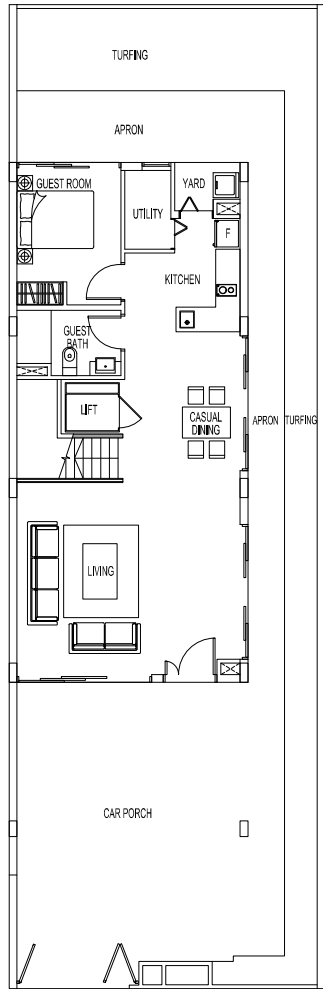 TURFING
APRON
GUEST ROOM
YARD
UTILITY
F
KITCHEN
GUEST
BATH
LIFT
CASUAL
DINING
APRON
TURFING
LIVING
CAR PORCH